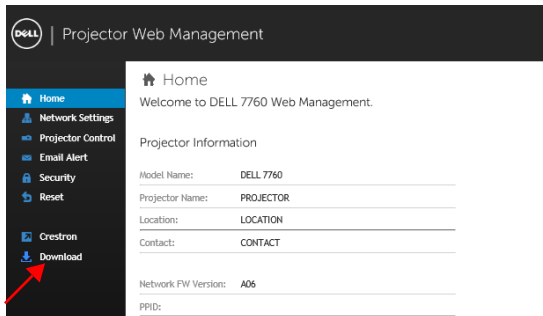 DELL | Projector Web Management
Home
Network Settings
Projector Control
Email Alert
Security
Reset
Crestron
Download
Home
Welcome to DELL 7760 Web Management.
Projector Information
Model Name: DELL 7760
Projector Name: PROJECTOR
Location: LOCATION
Contact: CONTACT
Network FW Version: A06
PPID: